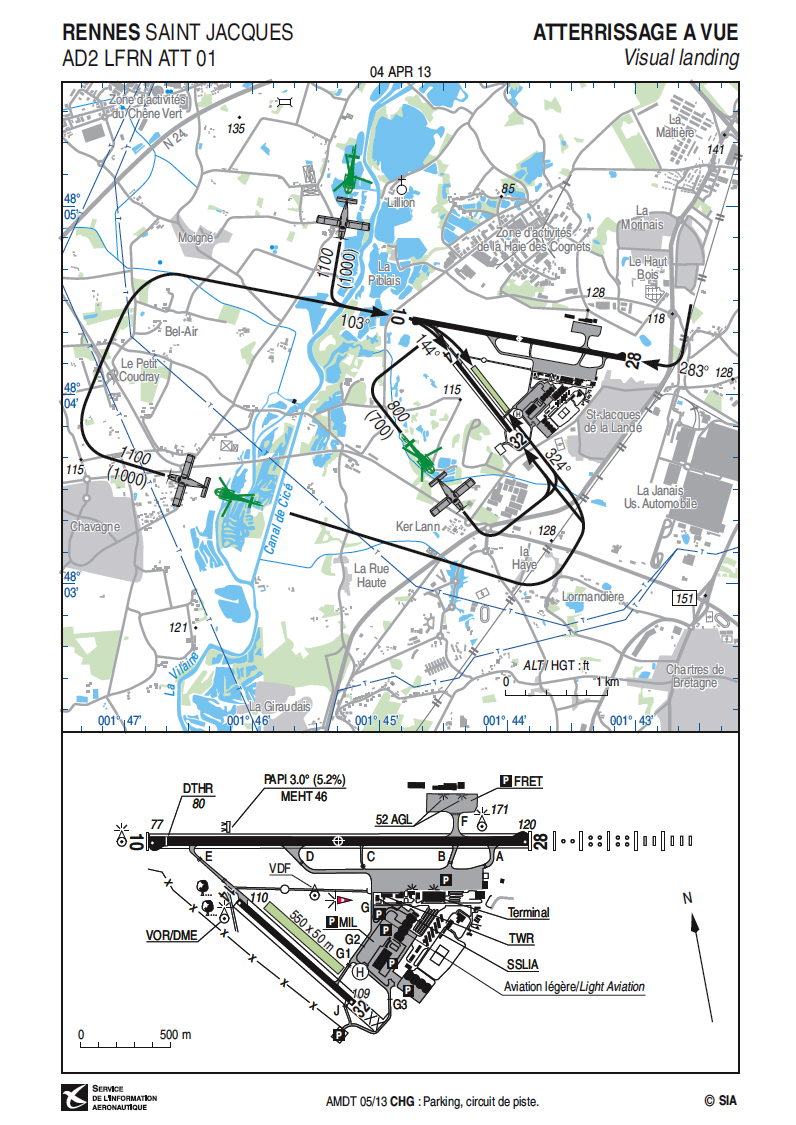 RENNES SAINT JACQUES
AD2 LFRN ATT 01
ATTERRISSAGE A VUE
Visual landing
04 APR 13
Zone d'activités
du Chêne Vert
N 24
135
La
Maltière
141
48°
05'
Lillion
85
La
Morinais
Moigné
Zone d'activités
de la Haie des Cognets
1100
(1000)
La
Piblais
Le Haut
Bois
128
118
10
103°
Bel-Air
144°
28
283°
128
Le Petit
Coudray
48°
04'
115
800
(700)
H
St-Jacques
de la Lande
32
324°
1100
(1000)
115
Canal de Cicé
La Janais
Us. Automobile
Chavagne
Ker Lann
128
la
Haye
La Rue
Haute
48°
03'
Lormandière
151
121
La Vilaine
ALT / HGT : ft
0
1 km
Chartres de
Bretagne
La Giraudais
001° 47'
001° 46'
001° 45'
001° 44'
001° 43'
PAPI 3.0° (5.2%)
MEHT 46
DTHR
80
P FRET
52 AGL
F
171
77
120
10
28
E
D
C
B
A
VDF
P
110
550 x 50 m
G
P
P MIL
P
G2
G1
Terminal
VOR/DME
TWR
P
H
SSLIA
Aviation légère/Light Aviation
P
109
32
G3
J
P
N
0
500 m
SERVICE
DE L'INFORMATION
AERONAUTIQUE
AMDT 05/13 CHG : Parking, circuit de piste.
© SIA